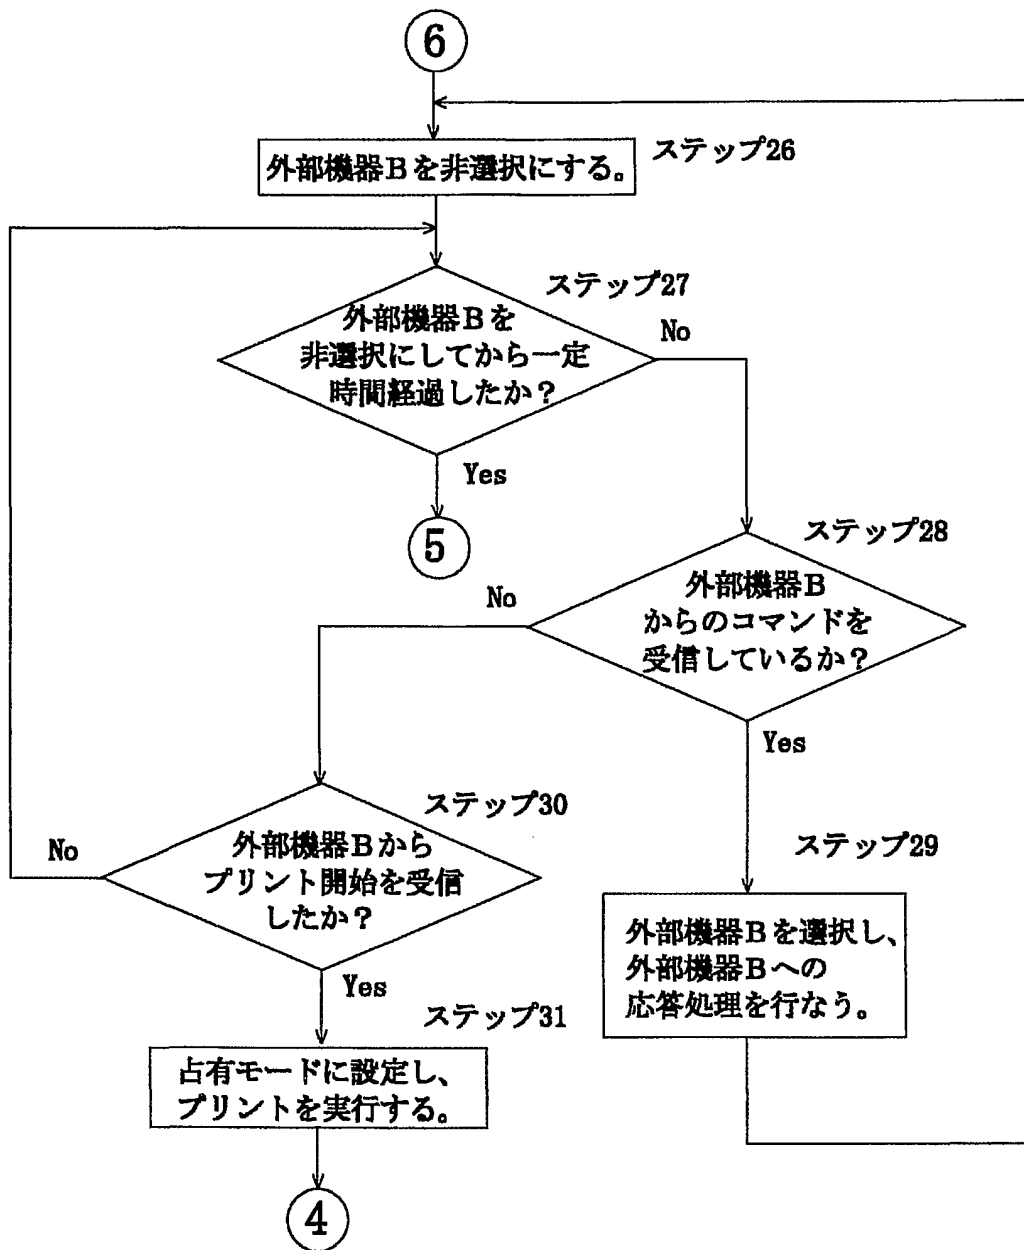 6
外部機器Bを非選択にする。
ステップ26
ステップ27
外部機器Bを
非選択にしてから一定
時間経過したか？
No
Yes
5
ステップ28
外部機器B
からのコマンドを
受信しているか？
No
Yes
ステップ30
外部機器Bから
プリント開始を受信
したか？
No
Yes
ステップ29
外部機器Bを選択し、
外部機器Bへの
応答処理を行なう。
ステップ31
占有モードに設定し、
プリントを実行する。
4